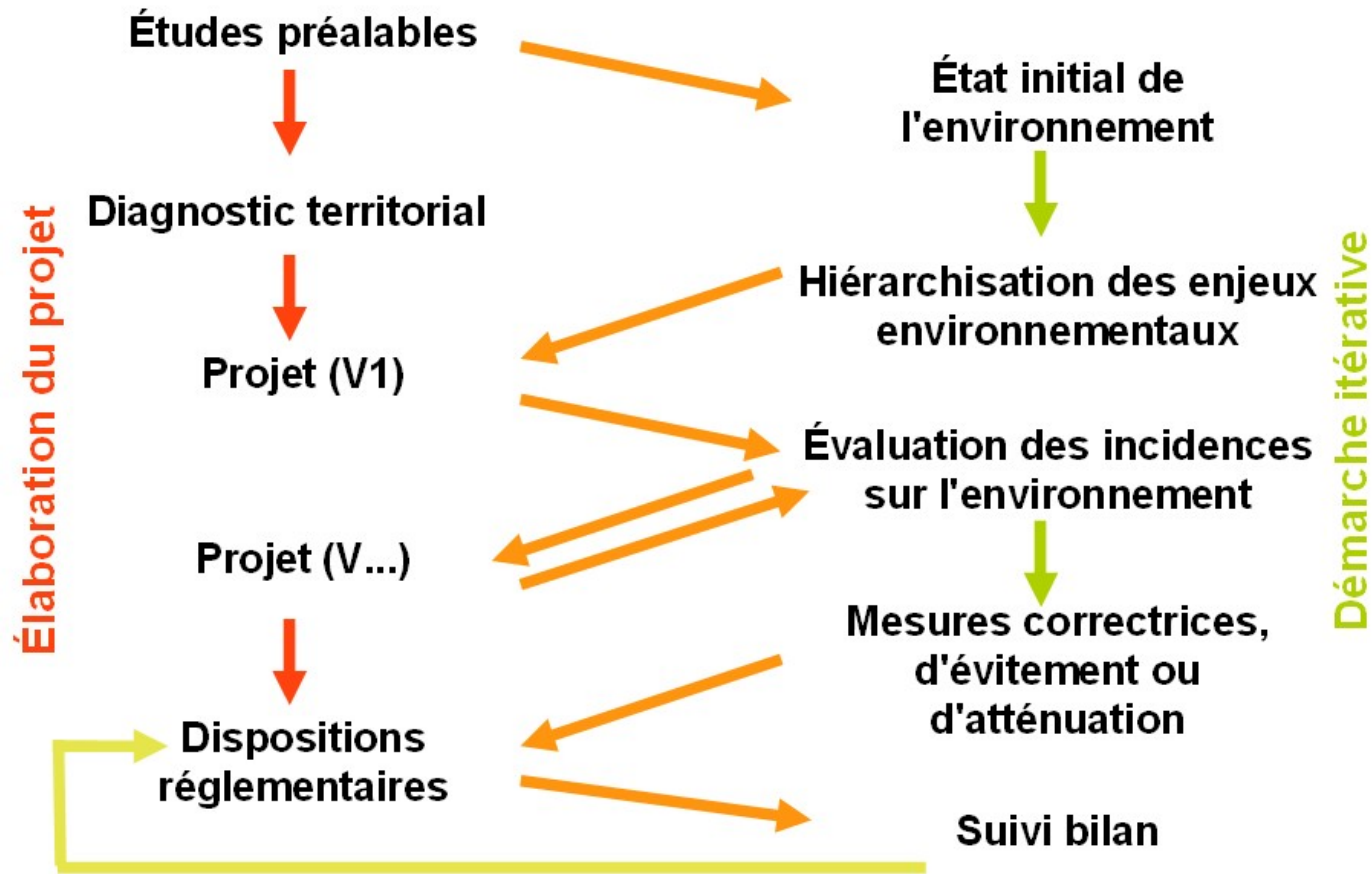 Études préalables
État initial de
l'environnement
Diagnostic territorial
Hiérarchisation des enjeux
environnementaux
Projet (V1)
Évaluation des incidences
sur l'environnement
Projet (V...)
Mesures correctrices,
d'évitement ou
d'atténuation
Dispositions
réglementaires
Suivi bilan
Élaboration du projet
Démarche itérative